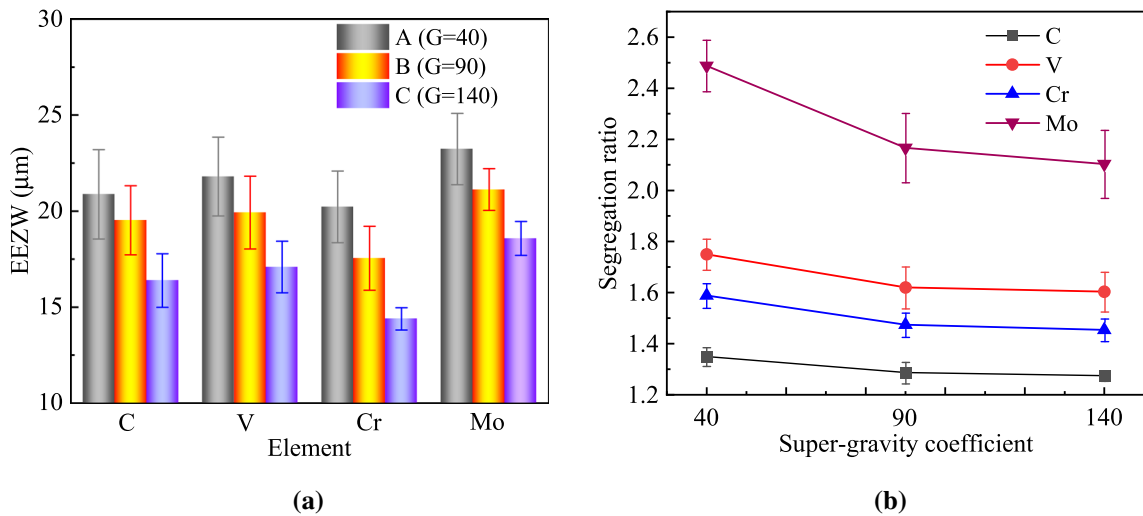 A (G=40)
B (G=90)
C (G=140)
30
25
20
15
10
EEZW (μm)
C V Cr Mo
Element
(a)
C
V
Cr
Mo
2.6
2.4
2.2
2.0
1.8
1.6
1.4
1.2
Segregation ratio
40 90 140
Super-gravity coefficient
(b)